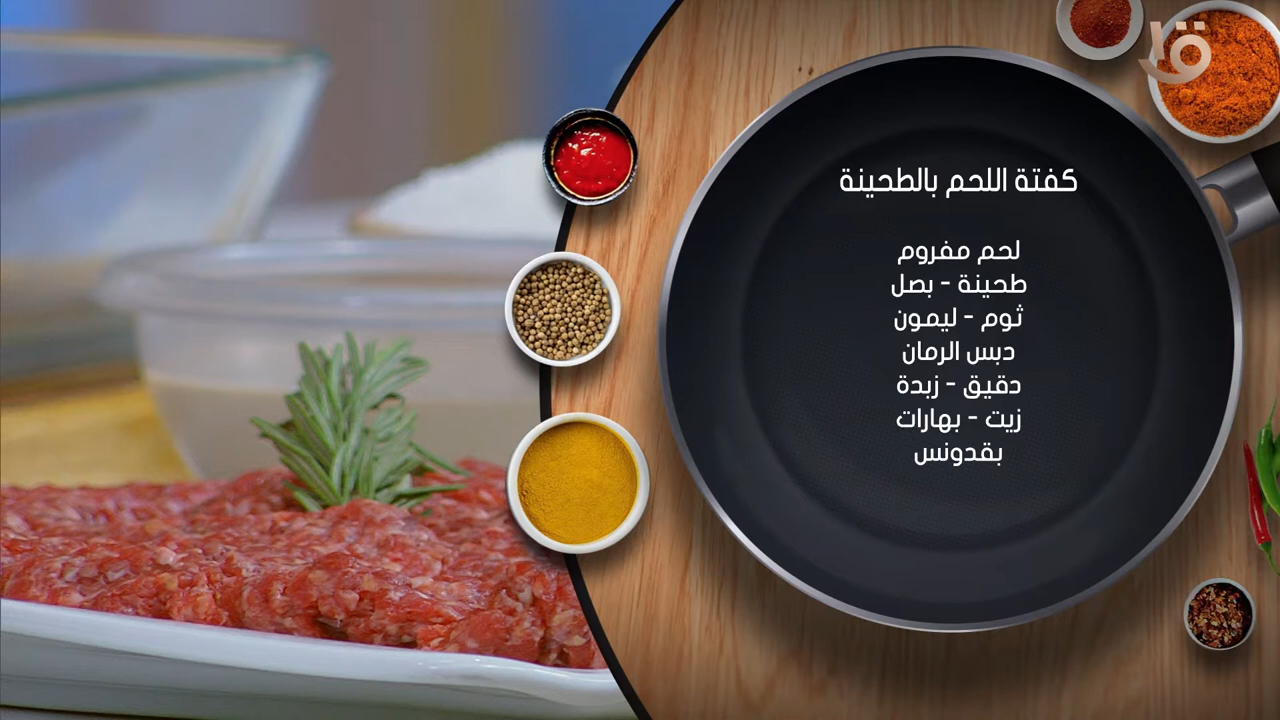 كفتة اللحم بالطحينة
لحم مفروم
طحينة - بصل
ثوم - ليمون
دبس الرمان
دقيق - زبدة
زيت - بهارات
بقدونس